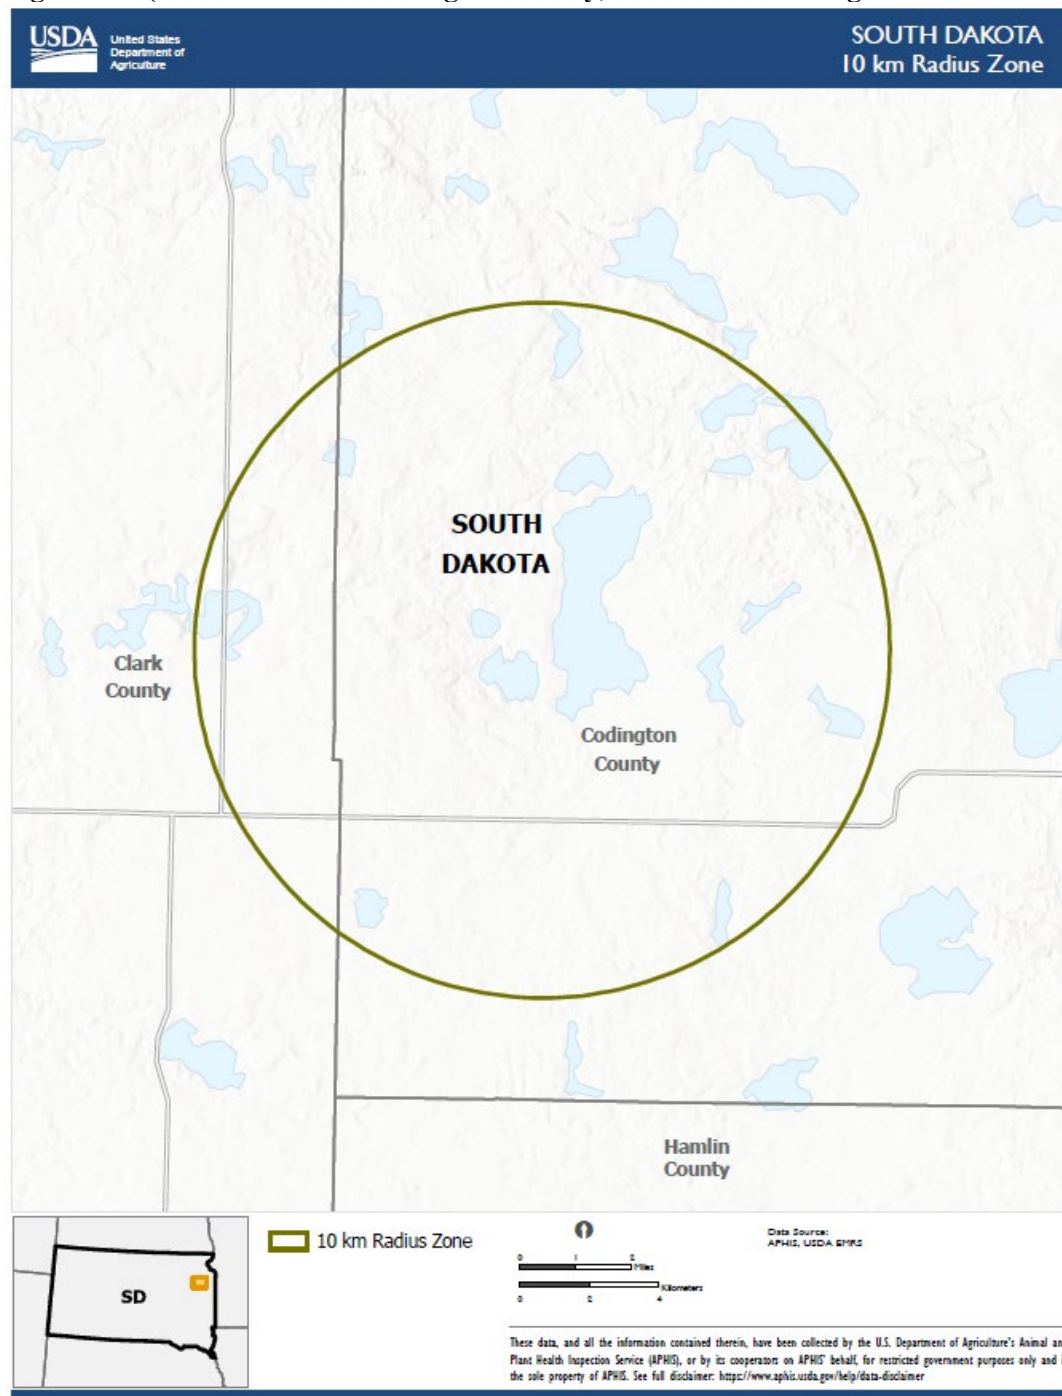 USDA
United States
Department of
Agriculture
SOUTH DAKOTA
10 km Radius Zone
SOUTH
DAKOTA
Clark
County
Codington
County
Hamlin
County
SD
10 km Radius Zone
0 1 2
Miles
Kilometers
0 2 4
Data Source:
APHIS, USDA EMRS
These data, and all the information contained therein, have been collected by the U.S. Department of Agriculture's Animal an
Plant Health Inspection Service (APHIS), or by its cooperators on APHIS' behalf, for restricted government purposes only and
the sole property of APHIS. See full disclaimer: https://www.aphis.usda.gov/help/data-disclaimer